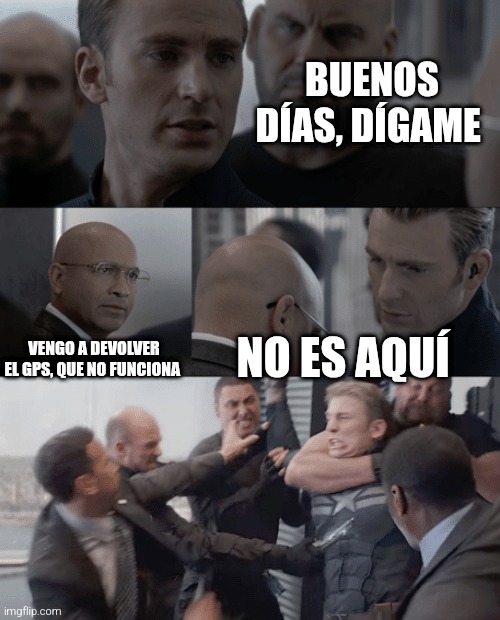 BUENOS
DÍAS, DÍGAME
VENGO A DEVOLVER
EL GPS, QUE NO FUNCIONA
NO ES AQUÍ
imgflip.com